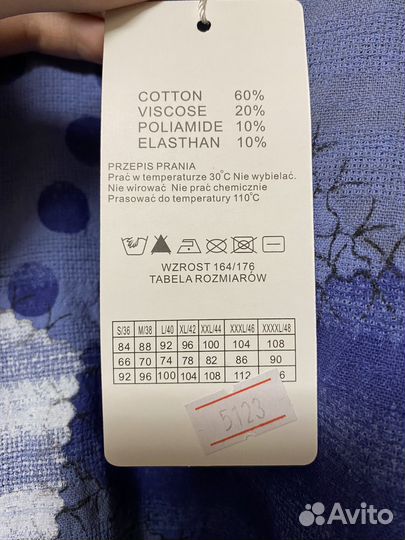 COTTON 60%
VISCOSE 20%
POLIAMIDE 10%
ELASTHAN 10%
PRZEPIS PRANIA
Prać w temperaturze 30°C Nie wybielać.
Nie wirować Nie prać chemicznie
Prasować do temperatury 110°C
WZROST 164/176
TABELA ROZMIARÓW
S/36 M/38 L/40 XL/42 XXL/44 XXXL/46 XXXXL/48
84 88 92 96 100 104 108
66 70 74 78 82 86 90
92 96 100 104 108 112 6
5123
Avito